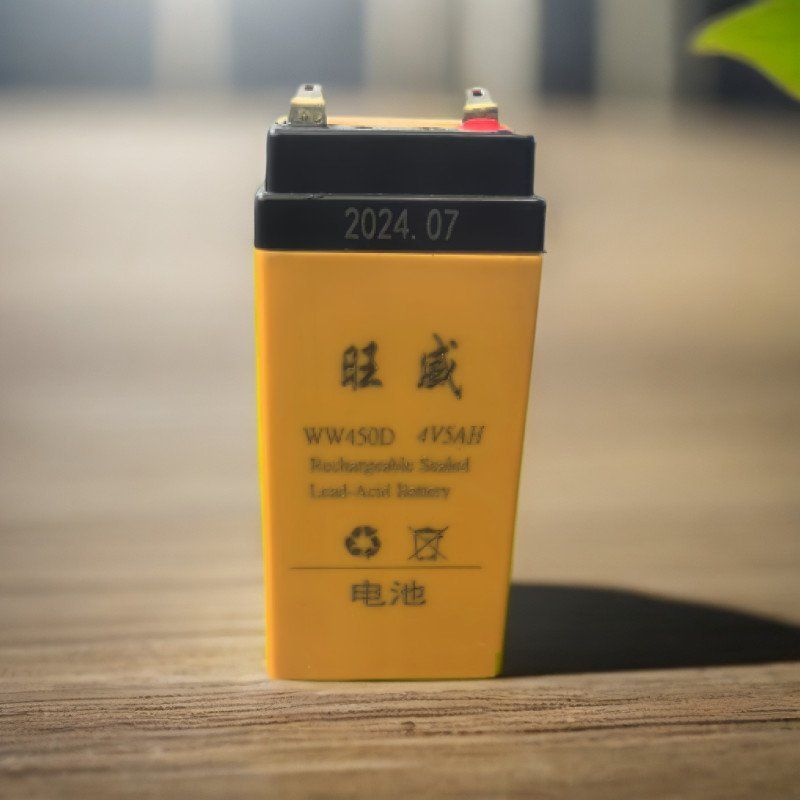 2024.07
旺威
WW450D 4V5AH
Rechargeable Sealed
Lead-Acid Battery
电池